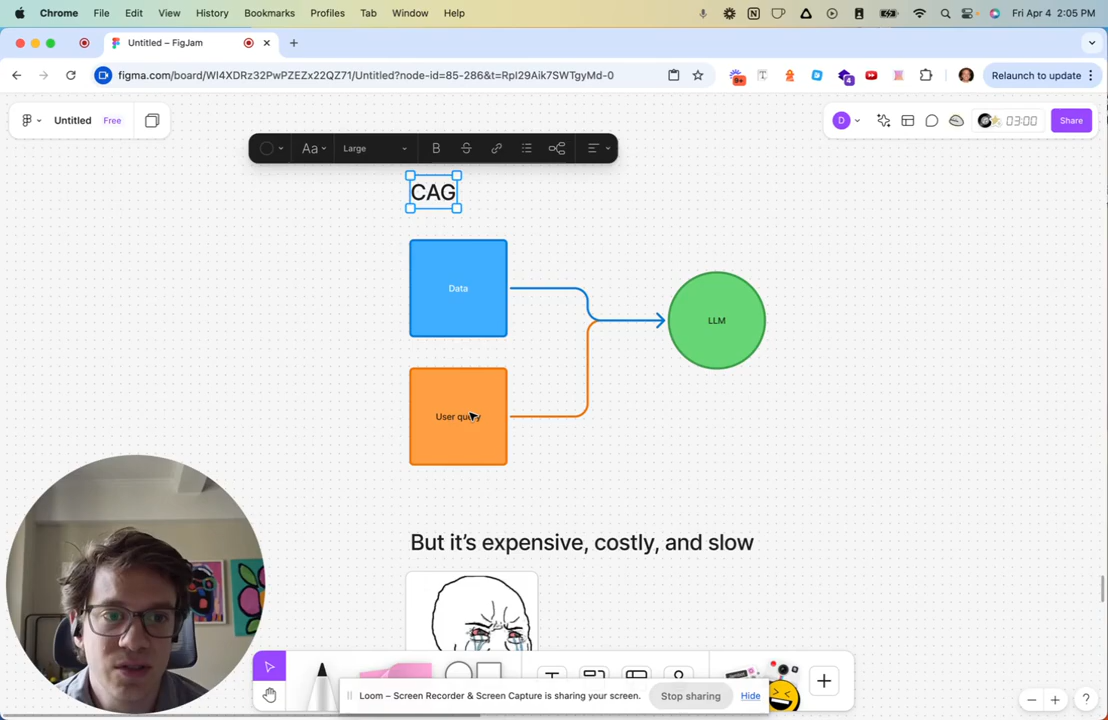 Chrome File Edit View History Bookmarks Profiles Tab Window Help
Fri Apr 4 2:05 PM
Untitled – FigJam
figma.com/board/WI4XDRz32PwPZEZx22QZ71/Untitled?node-id=85-286&t=RpI29Aik7SWTgyMd-0
Relaunch to update
Untitled Free
D
03:00
Share
Aa Large B S
CAG
Data
LLM
User query
But it's expensive, costly, and slow
Loom – Screen Recorder & Screen Capture is sharing your screen. Stop sharing Hide